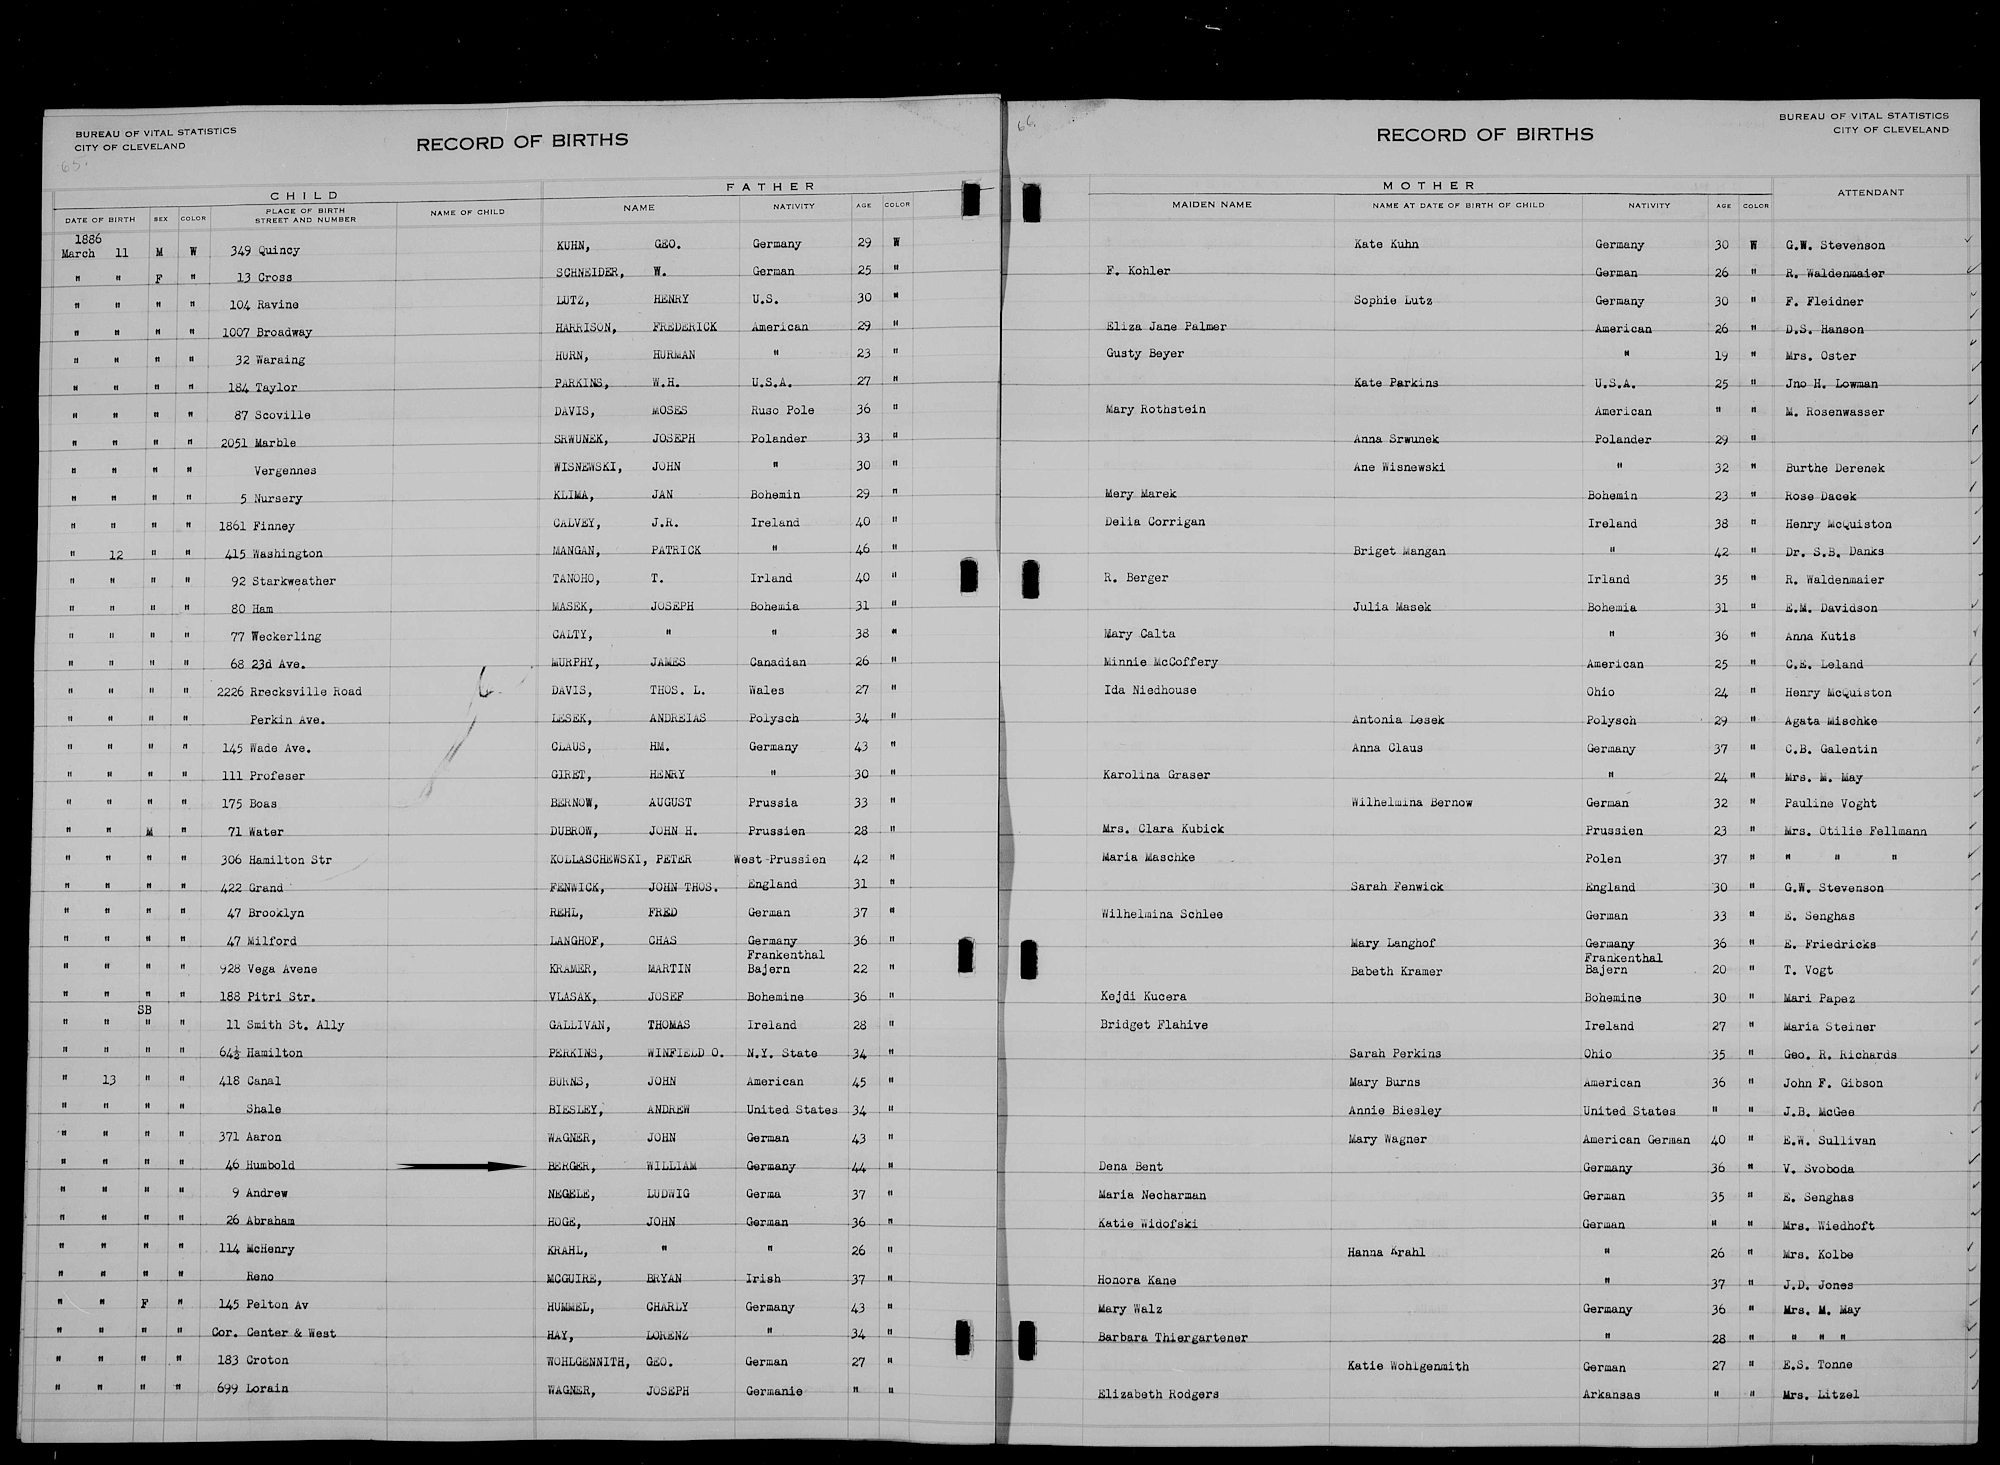 BUREAU OF VITAL STATISTICS
CITY OF CLEVELAND
65.
RECORD OF BIRTHS
CHILD FATHER
DATE OF BIRTH SEX COLOR PLACE OF BIRTH STREET AND NUMBER NAME OF CHILD NAME NATIVITY AGE COLOR
1886
March 11 M W 349 Quincy KUHN, GEO. Germany 29 W
" " F " 13 Cross SCHNEIDER, W. German 25 "
" " " " 104 Ravine LUTZ, HENRY U.S. 30 "
" " " " 1007 Broadway HARRISON, FREDERICK American 29 "
" " " " 32 Waraing HORN, HURMAN " 23 "
" " " " 184 Taylor PARKINS, W.H. U.S.A. 27 "
" " " " 87 Scoville DAVIS, MOSES Ruso Pole 36 "
" " " " 2051 Marble SRWUNEK, JOSEPH Polander 33 "
" " " " Vergennes WISNEWSKI, JOHN " 30 "
" " " " 5 Nursery KLIMA, JAN Bohemin 29 "
" " " " 1861 Finney CALVEY, J.R. Ireland 40 "
" 12 " " 415 Washington MANGAN, PATRICK " 46 "
" " " " 92 Starkweather TANOHO, T. Irland 40 "
" " " " 80 Ham MASEK, JOSEPH Bohemia 31 "
" " " " 77 Weckerling CALTY, " " 38 "
" " " " 68 23d Ave. MURPHY, JAMES Canadian 26 "
" " " " 2226 Rrecksville Road DAVIS, THOS. L. Wales 27 "
" " " " Perkin Ave. LESEK, ANDREIAS Polysch 34 "
" " " " 145 Wade Ave. CLAUS, HM. Germany 43 "
" " " " 111 Profeser GIRET, HENRY " 30 "
" " " " 175 Boas BERNOW, AUGUST Prussia 33 "
" " M " 71 Water DUBROW, JOHN H. Prussien 28 "
" " " " 306 Hamilton Str KOLLASCHEWSKI, PETER West-Prussien 42 "
" " " " 422 Grand FENWICK, JOHN THOS. England 31 "
" " " " 47 Brooklyn REHL, FRED German 37 "
" " " " 47 Milford LANGHOF, CHAS Germany 36 "
Frankenthal
" " " " 928 Vega Avene KRAMER, MARTIN Bajern 22 "
" " " " 188 Pitri Str. VLASAK, JOSEF Bohemine 36 "
SB
" " " " 11 Smith St. Ally GALLIVAN, THOMAS Ireland 28 "
" " " " 64½ Hamilton PERKINS, WINFIELD O. N.Y. State 34 "
" 13 " " 418 Canal BURNS, JOHN American 45 "
" " " " Shale BIESLEY, ANDREW United States 34 "
" " " " 371 Aaron WAGNER, JOHN German 43 "
" " " " 46 Humbold BERGER, WILLIAM Germany 44 "
" " " " 9 Andrew NEGELE, LUDWIG Germa 37 "
" " " " 26 Abraham HOGE, JOHN German 36 "
" " " " 114 McHenry KRAHL, " " 26 "
" " " " Reno MCGUIRE, BRYAN Irish 37 "
" " F " 145 Pelton Av HUMMEL, CHARLY Germany 43 "
" " " " Cor. Center & West HAY, LORENZ " 34 "
" " " " 183 Croton WOHLGENNITH, GEO. German 27 "
" " " " 699 Lorain WAGNER, JOSEPH Germanie " "
66.
RECORD OF BIRTHS
BUREAU OF VITAL STATISTICS
CITY OF CLEVELAND
MOTHER ATTENDANT
MAIDEN NAME NAME AT DATE OF BIRTH OF CHILD NATIVITY AGE COLOR
Kate Kuhn Germany 30 W G.W. Stevenson
F. Kohler German 26 " R. Waldenmaier
Sophie Lutz Germany 30 " F. Fleidner
Eliza Jane Palmer American 26 " D.S. Hanson
Gusty Beyer " 19 " Mrs. Oster
Kate Parkins U.S.A. 25 " Jno H. Lowman
Mary Rothstein American " " M. Rosenwasser
Anna Srwunek Polander 29 "
Ane Wisnewski " 32 " Burthe Derenek
Mery Marek Bohemin 23 " Rose Dacek
Delia Corrigan Ireland 38 " Henry McQuiston
Briget Mangan " 42 " Dr. S.B. Danks
R. Berger Irland 35 " R. Waldenmaier
Julia Masek Bohemia 31 " E.M. Davidson
Mary Calta " 36 " Anna Kutis
Minnie McCoffery American 25 " C.E. Leland
Ida Niedhouse Ohio 24 " Henry McQuiston
Antonia Lesek Polysch 29 " Agata Mischke
Anna Claus Germany 37 " C.B. Galentin
Karolina Graser " 24 " Mrs. M. May
Wilhelmina Bernow German 32 " Pauline Voght
Mrs. Clara Kubick Prussien 23 " Mrs. Otilie Fellmann
Maria Maschke Polen 37 " " " "
Sarah Fenwick England 30 " G.W. Stevenson
Wilhelmina Schlee German 33 " E. Senghas
Mary Langhof Germany 36 " E. Friedricks
Frankenthal
Babeth Kramer Bajern 20 " T. Vogt
Kejdi Kucera Bohemine 30 " Mari Papez
Bridget Flahive Ireland 27 " Maria Steiner
Sarah Perkins Ohio 35 " Geo. R. Richards
Mary Burns American 36 " John F. Gibson
Annie Biesley United States " " J.B. McGee
Mary Wagner American German 40 " E.W. Sullivan
Dena Bent Germany 36 " V. Svoboda
Maria Necharman German 35 " E. Senghas
Katie Widofski German " " Mrs. Wiedhoft
Hanna Krahl " 26 " Mrs. Kolbe
Honora Kane " 37 " J.D. Jones
Mary Walz Germany 36 " Mrs. M. May
Barbara Thiergartener " 28 " " " "
Katie Wohlgenmith German 27 " E.S. Tonne
Elizabeth Rodgers Arkansas " " Mrs. Litzel